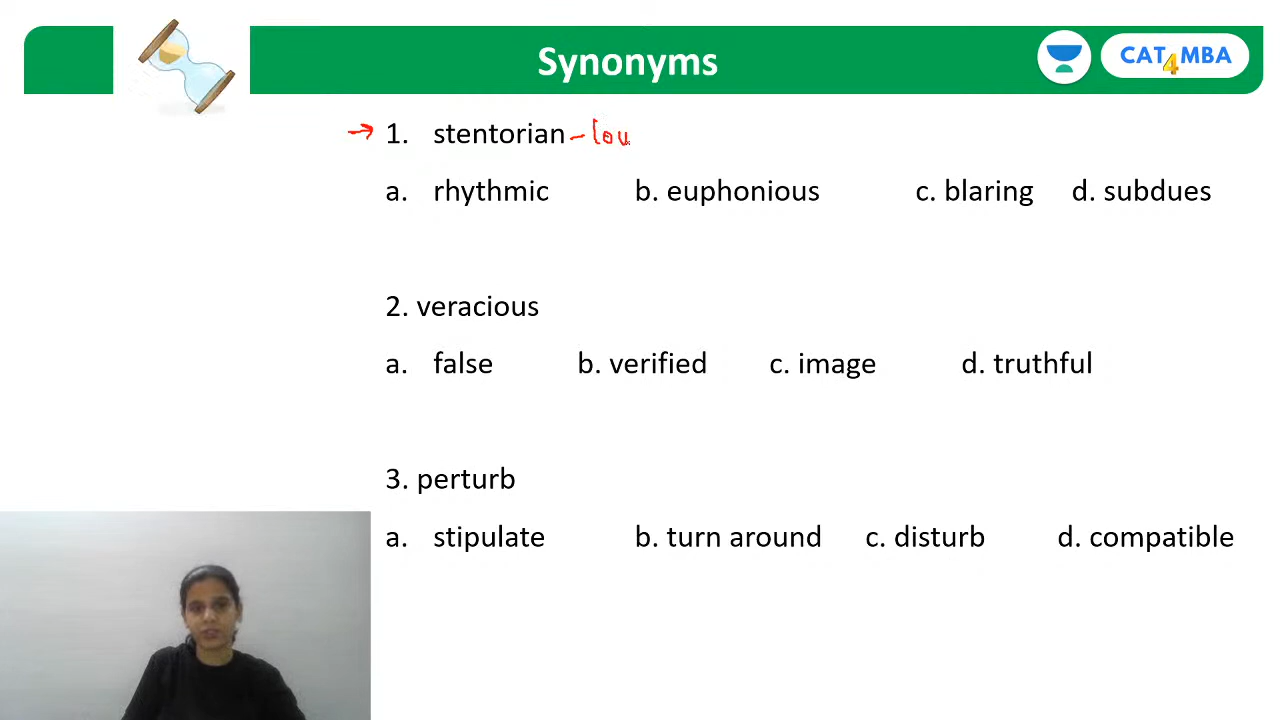 Synonyms
CAT4MBA
→ 1. stentorian – lou
a. rhythmic b. euphonious c. blaring d. subdues
2. veracious
a. false b. verified c. image d. truthful
3. perturb
a. stipulate b. turn around c. disturb d. compatible